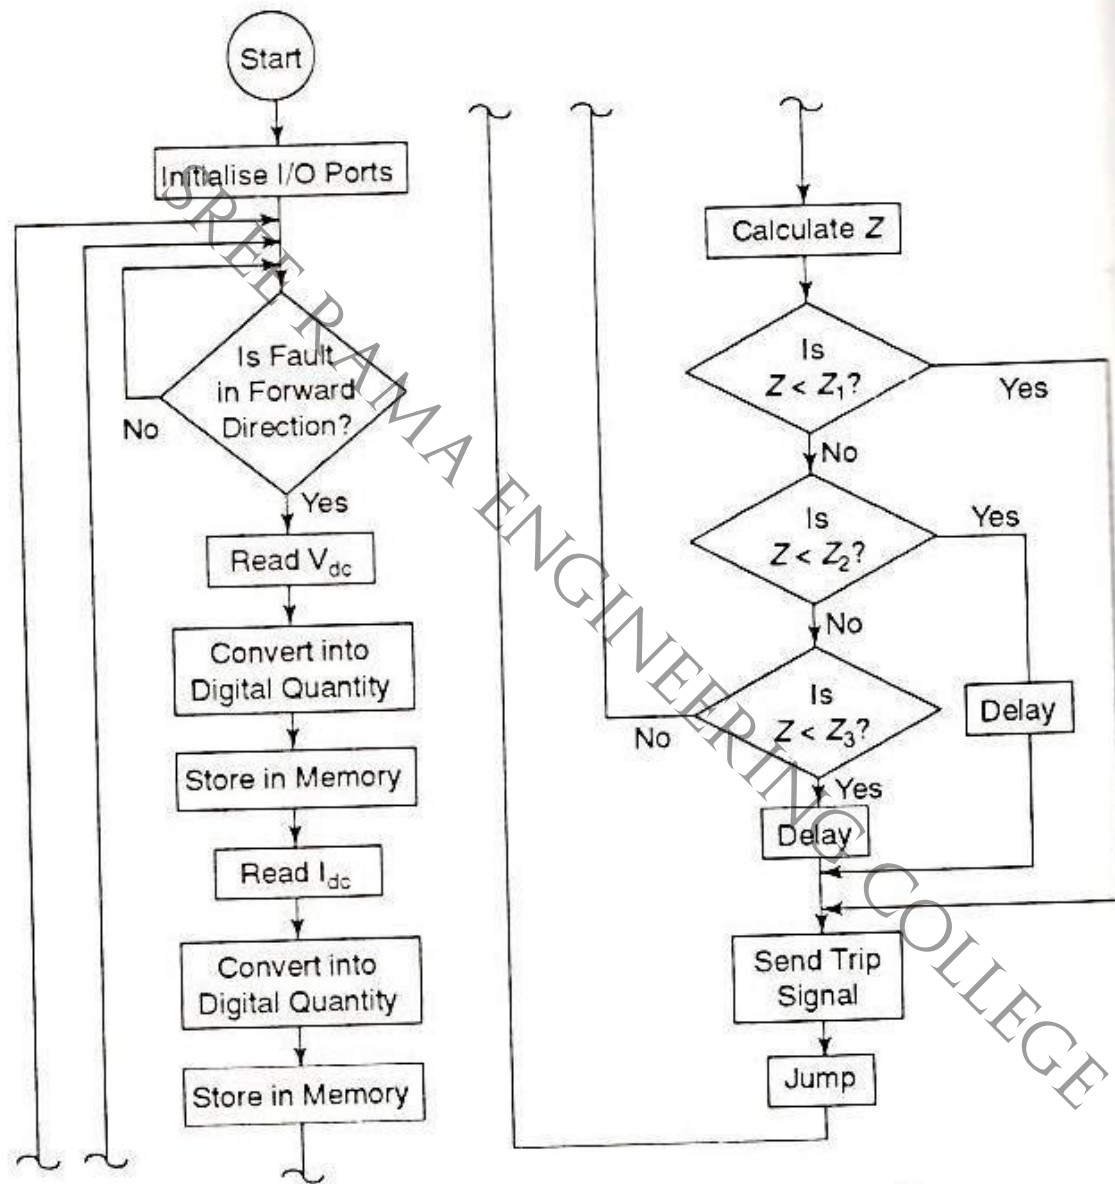 Start
Initialise I/O Ports
Is Fault
in Forward
Direction?
No
Yes
Read Vdc
Convert into
Digital Quantity
Store in Memory
Read Idc
Convert into
Digital Quantity
Store in Memory
Calculate Z
Is
Z < Z1?
Yes
No
Is
Z < Z2?
Yes
No
Is
Z < Z3?
No
Yes
Delay
Delay
Send Trip
Signal
Jump
SREE RAMA ENGINEERING COLLEGE